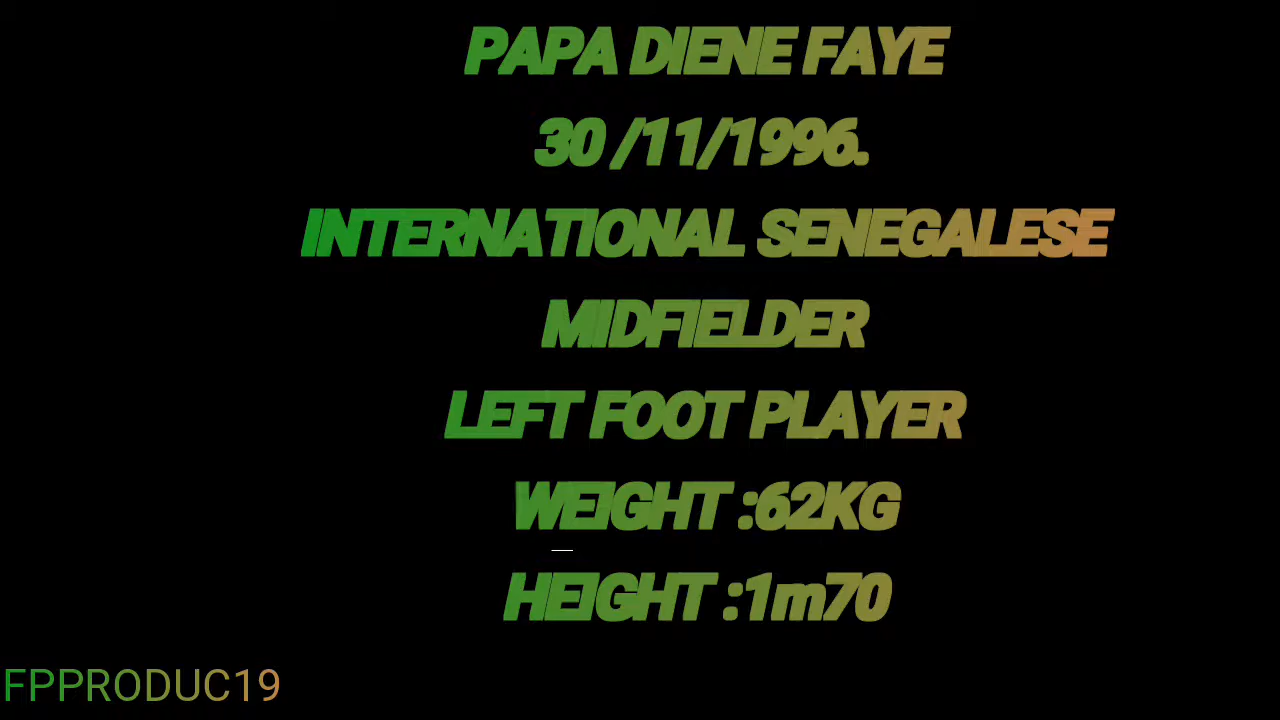 PAPA DIENE FAYE
30 /11/1996.
INTERNATIONAL SENEGALESE
MIDFIELDER
LEFT FOOT PLAYER
WEIGHT :62KG
HEIGHT :1m70
FPPRODUC19